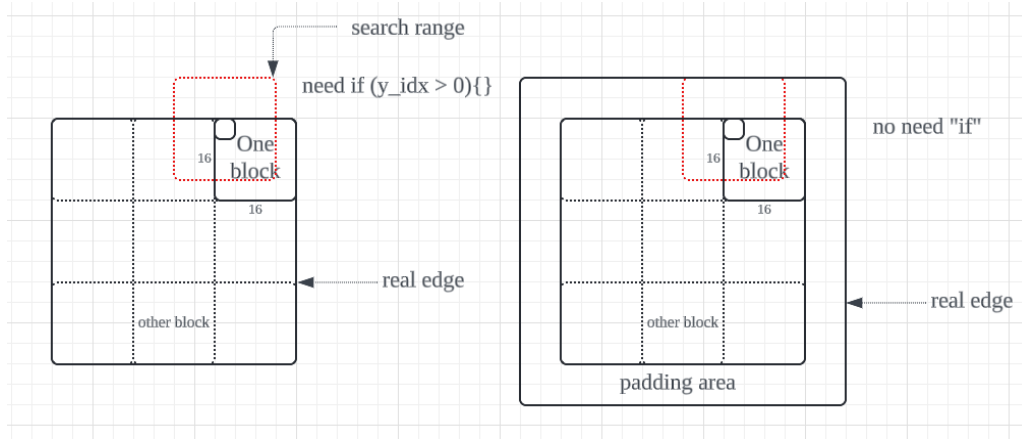 search range
need if (y_idx > 0){}
no need "if"
One
block
16
16
real edge
other block
One
block
16
16
real edge
other block
padding area